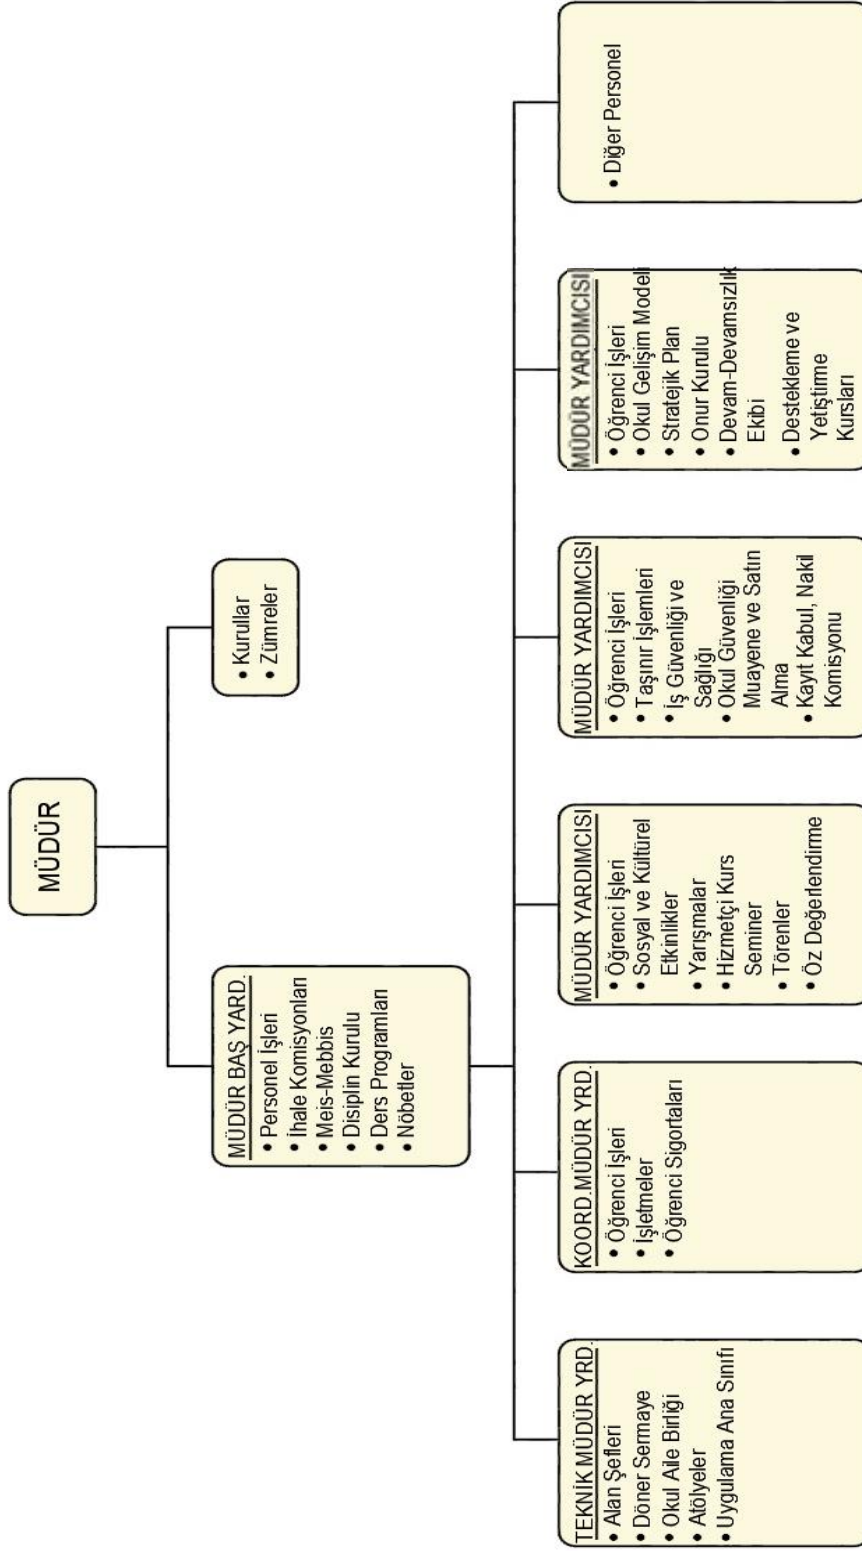 MÜDÜR
MÜDÜR BAŞ YARD.
• Personel İşleri
• İhale Komisyonları
• Meis-Mebbis
• Disiplin Kurulu
• Ders Programları
• Nöbetler
• Kurullar
• Zümreler
TEKNİK MÜDÜR YRD.
• Alan Şefleri
• Döner Sermaye
• Okul Aile Birliği
• Atölyeler
• Uygulama Ana Sınıfı
KOORD.MÜDÜR YRD.
• Öğrenci İşleri
• İşletmeler
• Öğrenci Sigortaları
MÜDÜR YARDIMCISI
• Öğrenci İşleri
• Sosyal ve Kültürel
Etkinlikler
• Yarışmalar
• Hizmetçi Kurs
Seminer
• Törenler
• Öz Değerlendirme
MÜDÜR YARDIMCISI
• Öğrenci İşleri
• Taşınır İşlemleri
• İş Güvenliği ve
Sağlığı
• Okul Güvenliği
Muayene ve Satın
Alma
• Kayıt Kabul, Nakil
Komisyonu
MÜDÜR YARDIMCISI
• Öğrenci İşleri
• Okul Gelişim Modeli
• Stratejik Plan
• Onur Kurulu
• Devam-Devamsızlık
Ekibi
• Destekleme ve
Yetiştirme
Kursları
• Diğer Personel